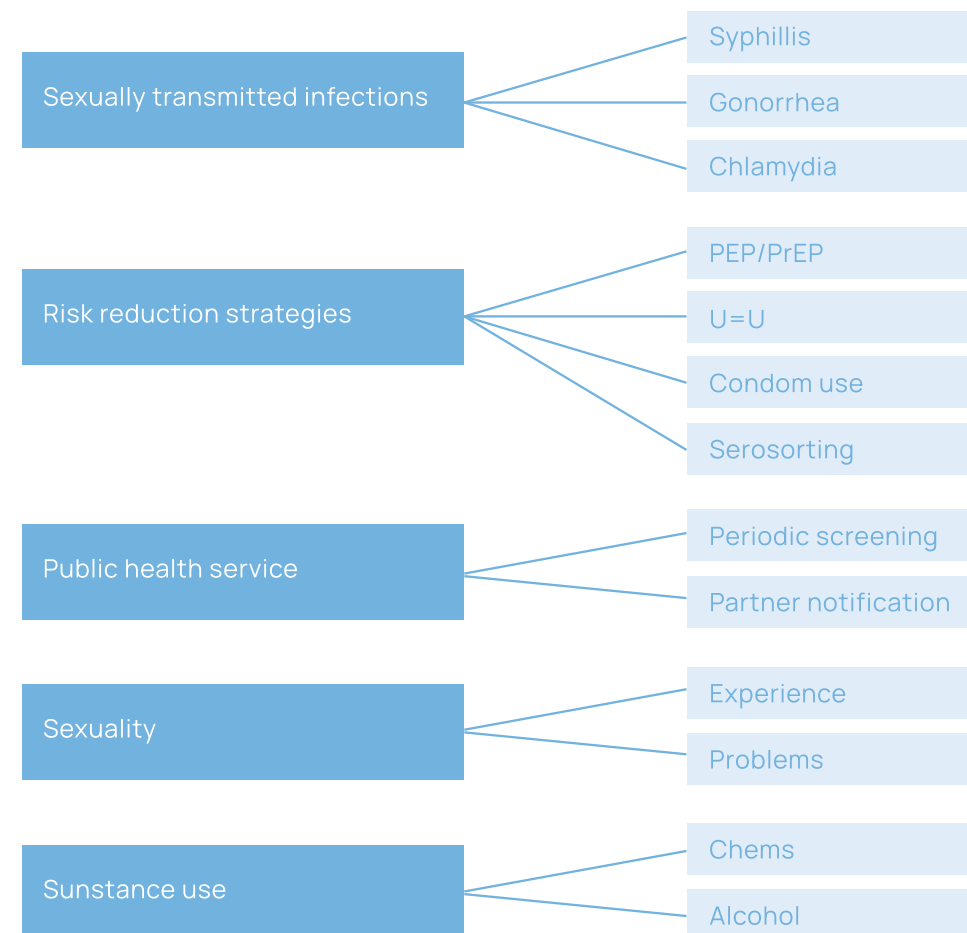 Sexually transmitted infections
Syphillis
Gonorrhea
Chlamydia
Risk reduction strategies
PEP/PrEP
U=U
Condom use
Serosorting
Public health service
Periodic screening
Partner notification
Sexuality
Experience
Problems
Sunstance use
Chems
Alcohol